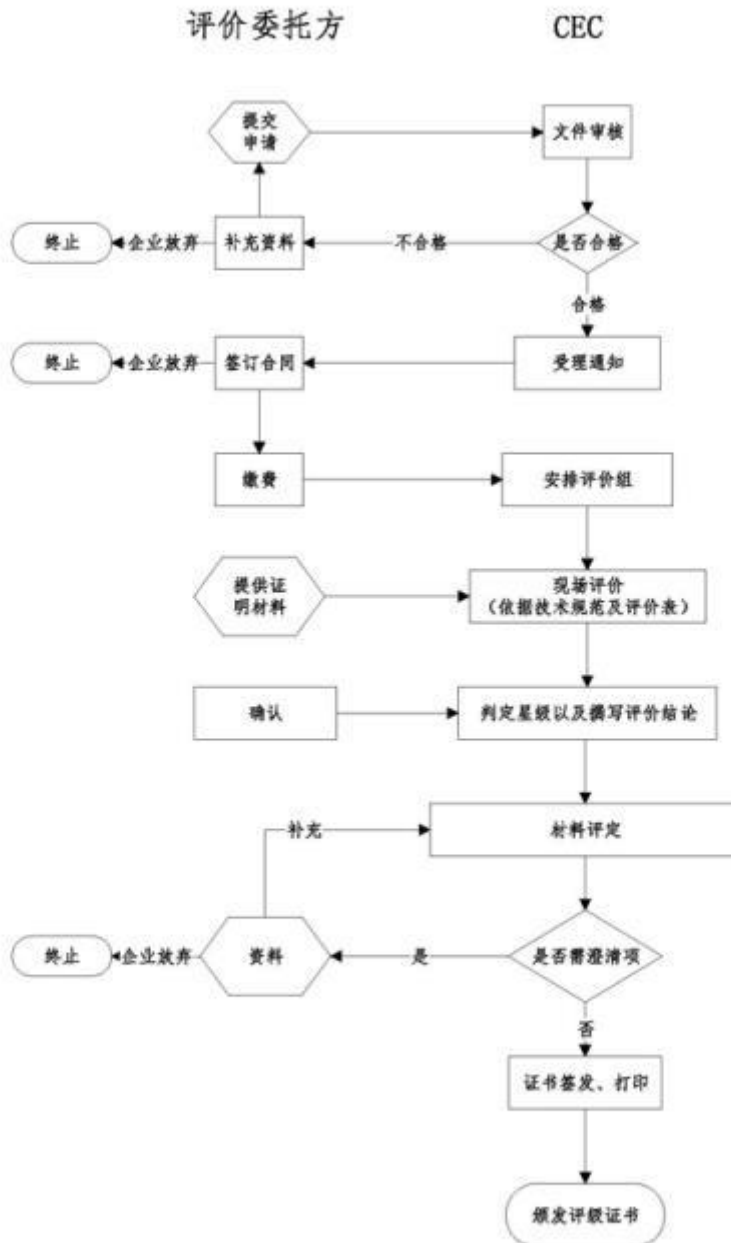 评价委托方 CEC
提交
申请
文件审核
终止
企业放弃
补充资料
不合格
是否合格
合格
终止
企业放弃
签订合同
受理通知
缴费
安排评价组
提供证
明材料
现场评价
（依据技术规范及评价表）
确认
判定星级以及撰写评价结论
补充
材料评定
终止
企业放弃
资料
是
是否需澄清项
否
证书签发、打印
颁发评级证书